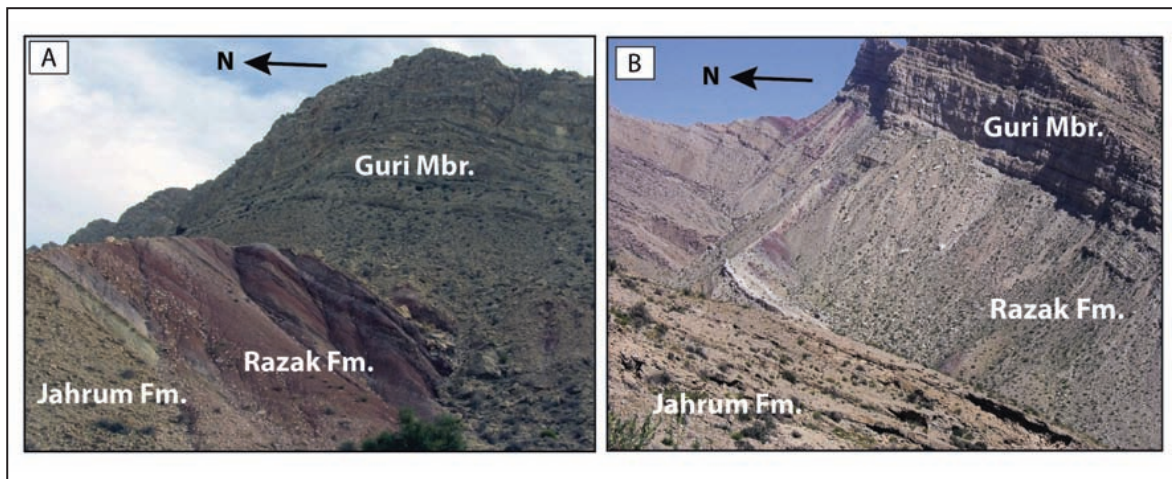 A
N
Guri Mbr.
Razak Fm.
Jahrum Fm.
B
N
Guri Mbr.
Razak Fm.
Jahrum Fm.